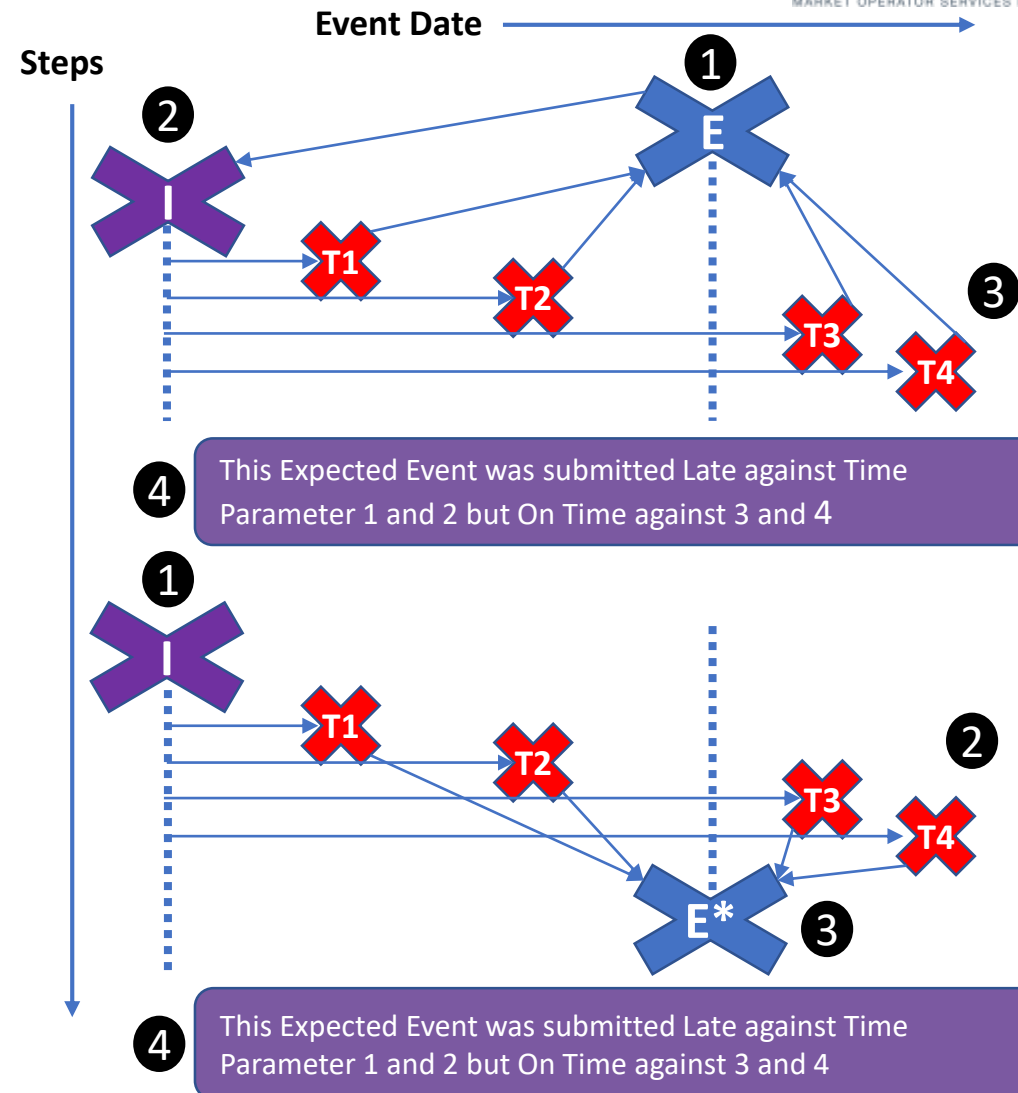 MARKET OPERATOR SERVICES
Event Date
Steps
1
2
E
I
T1
T2
3
T3
T4
4
This Expected Event was submitted Late against Time
Parameter 1 and 2 but On Time against 3 and 4
1
I
T1
2
T2
T3
T4
E*
3
4
This Expected Event was submitted Late against Time
Parameter 1 and 2 but On Time against 3 and 4